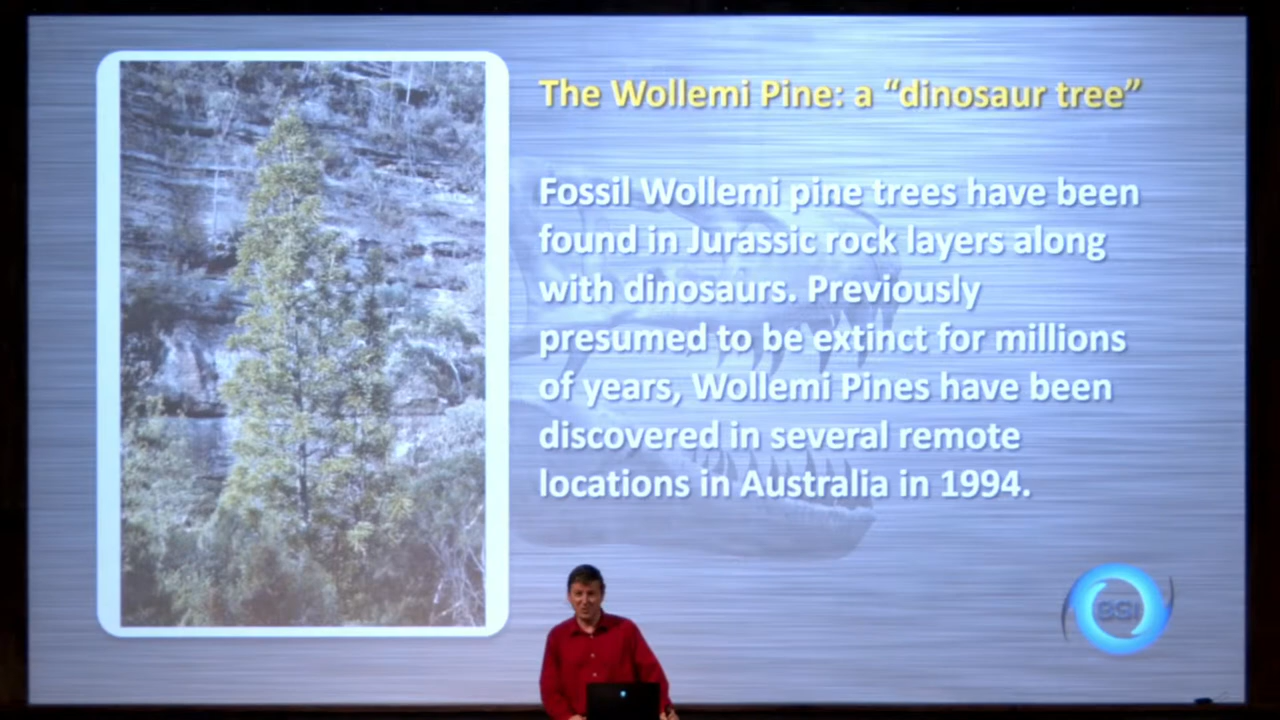 The Wollemi Pine: a “dinosaur tree”
Fossil Wollemi pine trees have been
found in Jurassic rock layers along
with dinosaurs. Previously
presumed to be extinct for millions
of years, Wollemi Pines have been
discovered in several remote
locations in Australia in 1994.
esi